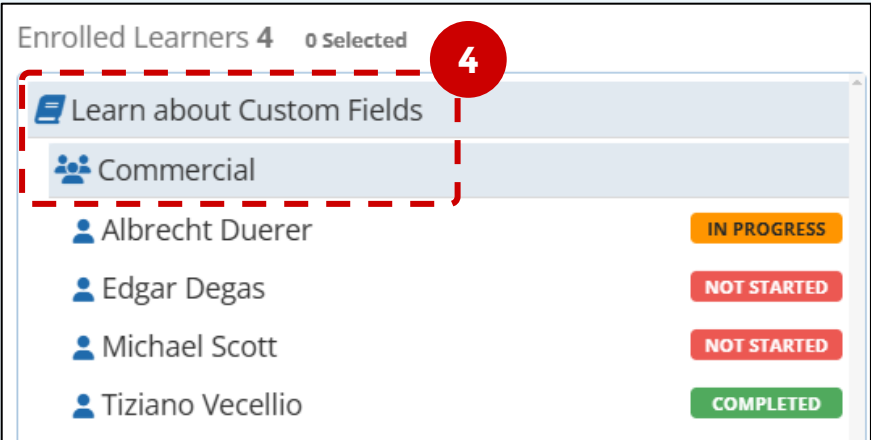 Enrolled Learners 4 0 Selected
4
Learn about Custom Fields
Commercial
Albrecht Duerer IN PROGRESS
Edgar Degas NOT STARTED
Michael Scott NOT STARTED
Tiziano Vecellio COMPLETED